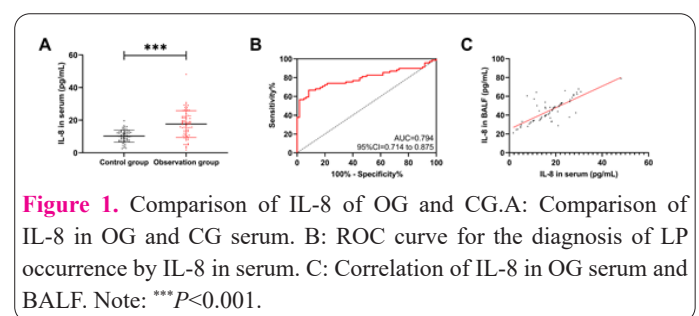 A
***
IL-8 in serum (pg/mL)
60
40
20
0
Control group Observation group
B
Sensitivity%
100
80
60
40
20
0
AUC=0.794
95%CI=0.714 to 0.875
0 20 40 60 80 100
100% - Specificity%
C
IL-8 in BALF (pg/mL)
100
80
60
40
20
0
0 20 40 60
IL-8 in serum (pg/mL)
Figure 1. Comparison of IL-8 of OG and CG.A: Comparison of
IL-8 in OG and CG serum. B: ROC curve for the diagnosis of LP
occurrence by IL-8 in serum. C: Correlation of IL-8 in OG serum and
BALF. Note: ***P<0.001.